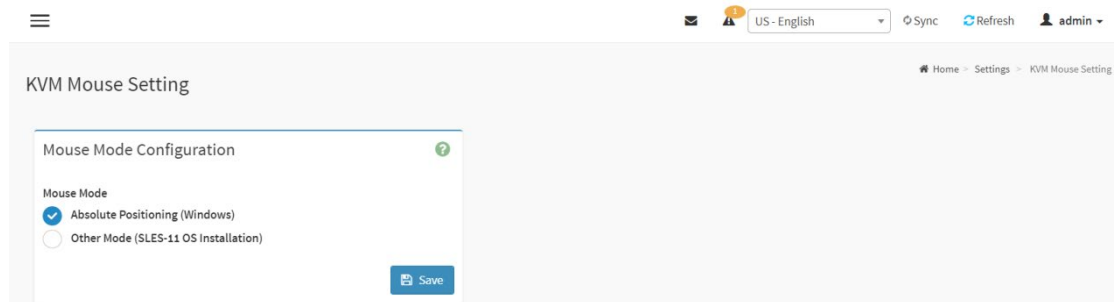 1
US - English
Sync
Refresh
admin
KVM Mouse Setting
Home > Settings > KVM Mouse Setting
Mouse Mode Configuration
?
Mouse Mode
Absolute Positioning (Windows)
Other Mode (SLES-11 OS Installation)
Save